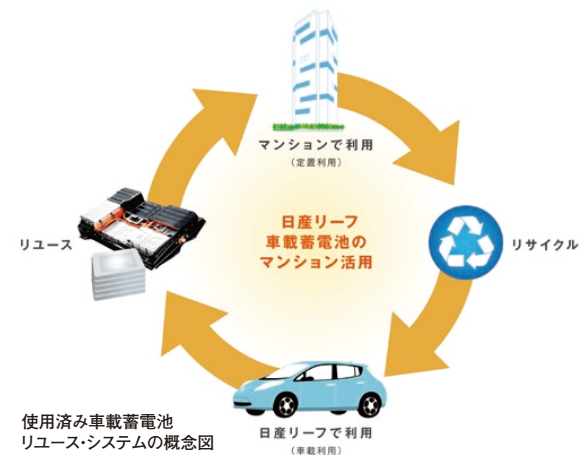 マンションで利用
(定置利用)
リユース
日産リーフ
車載蓄電池の
マンション活用
リサイクル
使用済み車載蓄電池
リユース・システムの概念図
日産リーフで利用
(車載利用)